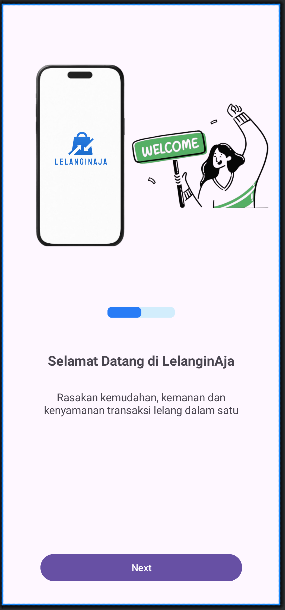 WELCOME
LELANGINAJA
Selamat Datang di LelanginAja
Rasakan kemudahan, kemanan dan
kenyamanan transaksi lelang dalam satu
Next